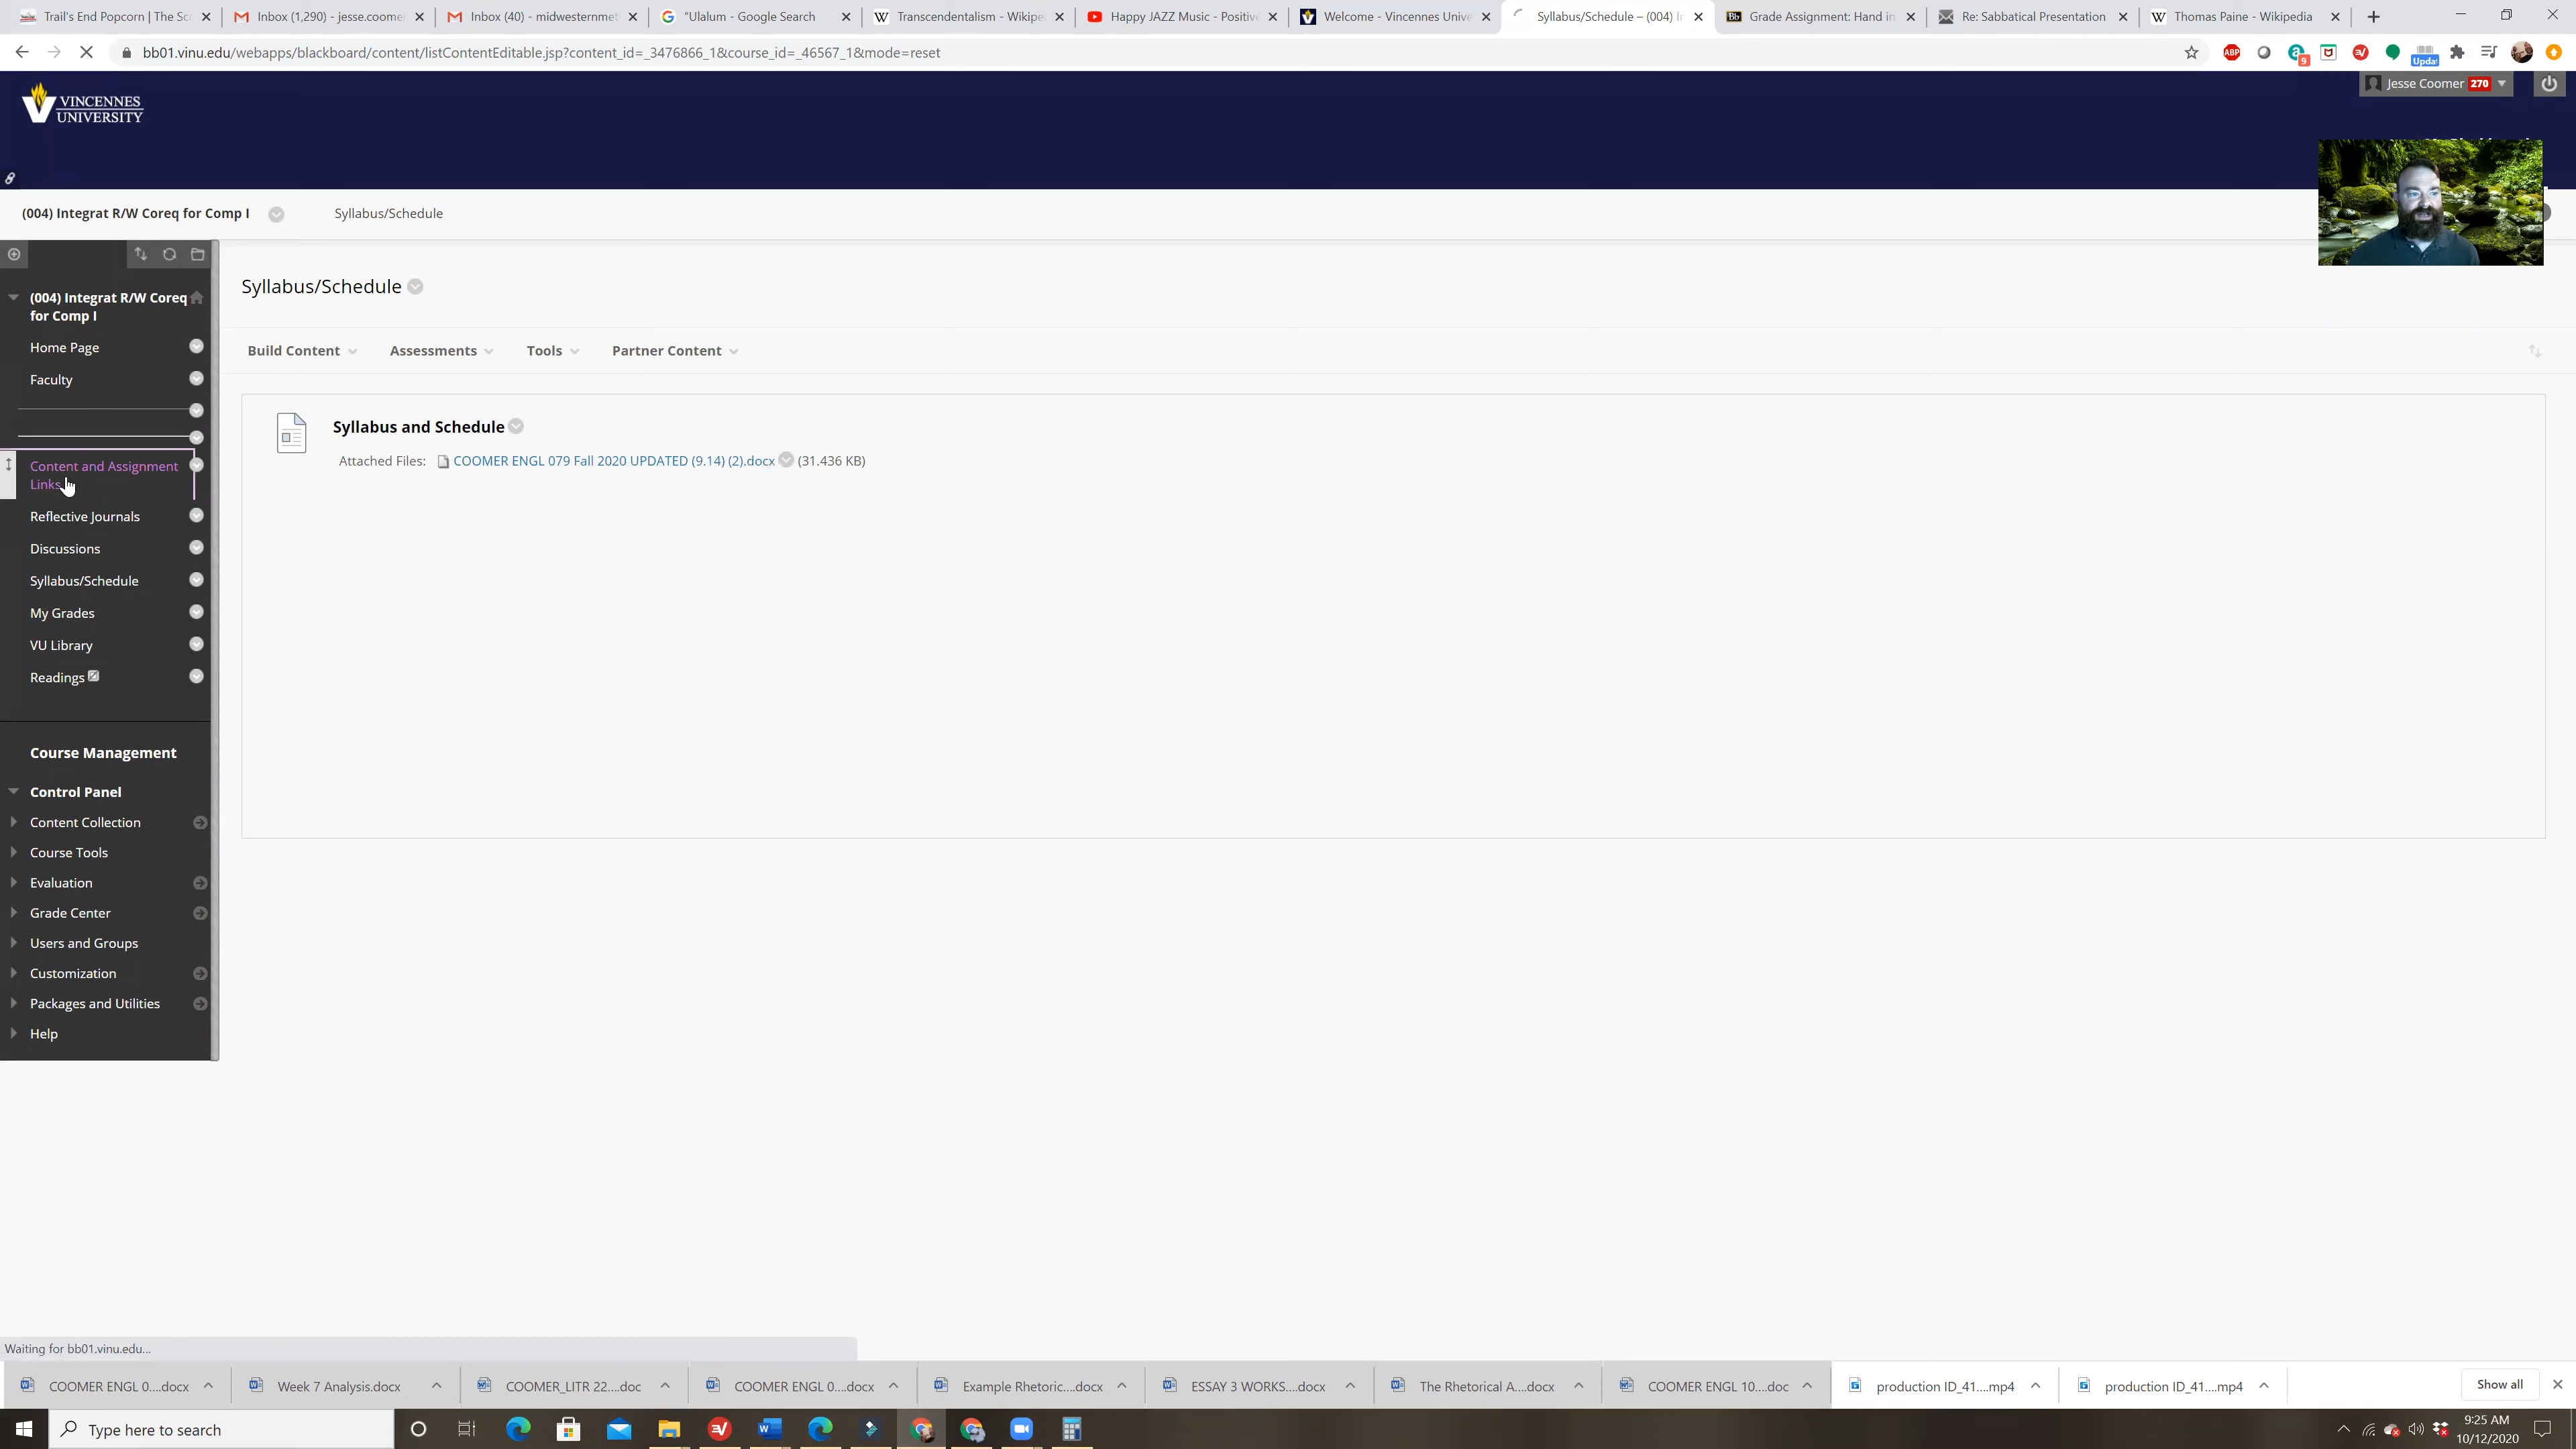 Trail's End Popcorn | The Sc
Inbox (1,290) - jesse.coome
Inbox (40) - midwesternmet
"Ulalum - Google Search
Transcendentalism - Wikipe
Happy JAZZ Music - Positive
Welcome - Vincennes Unive
Syllabus/Schedule – (004) I
Grade Assignment: Hand in
Re: Sabbatical Presentation
Thomas Paine - Wikipedia
bb01.vinu.edu/webapps/blackboard/content/listContentEditable.jsp?content_id=_3476866_1&course_id=_46567_1&mode=reset
ABP
9
Updat
VINCENNES
UNIVERSITY
Jesse Coomer 270
(004) Integrat R/W Coreq for Comp I
Syllabus/Schedule
(004) Integrat R/W Coreq
for Comp I
Home Page
Faculty
Content and Assignment
Links
Reflective Journals
Discussions
Syllabus/Schedule
My Grades
VU Library
Readings
Course Management
Control Panel
Content Collection
Course Tools
Evaluation
Grade Center
Users and Groups
Customization
Packages and Utilities
Help
Syllabus/Schedule
Build Content
Assessments
Tools
Partner Content
Syllabus and Schedule
Attached Files: COOMER ENGL 079 Fall 2020 UPDATED (9.14) (2).docx (31.436 KB)
Waiting for bb01.vinu.edu...
COOMER ENGL 0....docx
Week 7 Analysis.docx
COOMER_LITR 22....doc
COOMER ENGL 0....docx
Example Rhetoric....docx
ESSAY 3 WORKS....docx
The Rhetorical A....docx
COOMER ENGL 10....doc
production ID_41....mp4
production ID_41....mp4
Show all
Type here to search
9:25 AM
10/12/2020